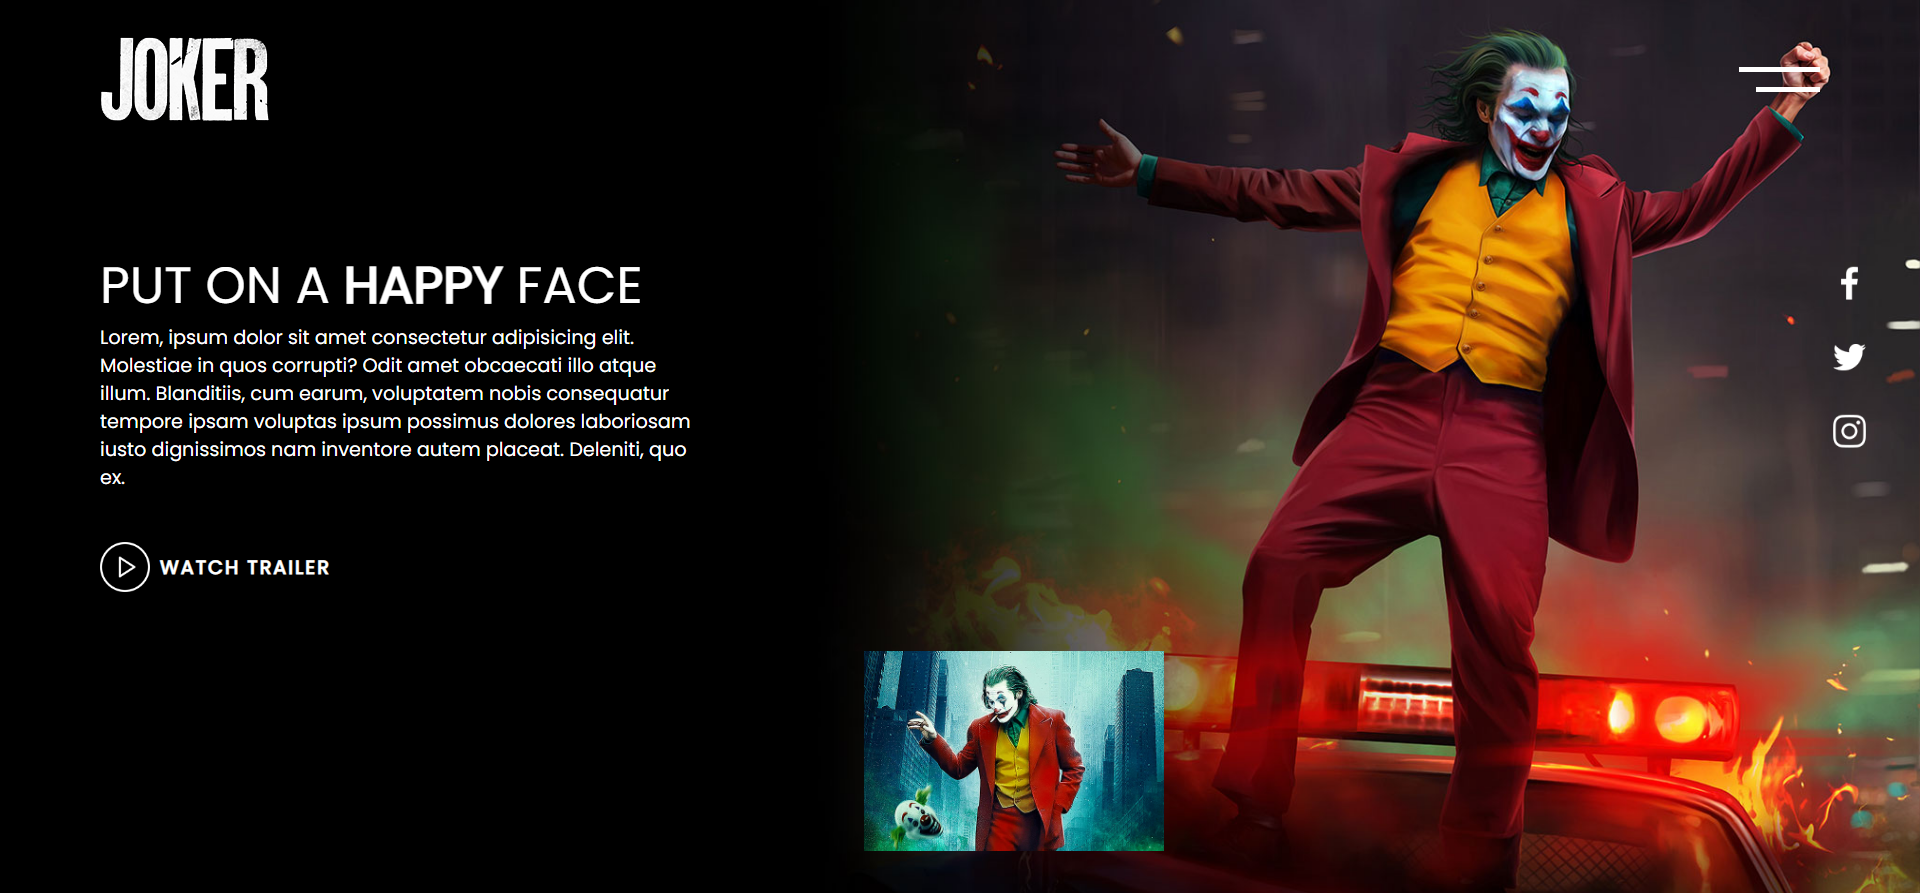 JOKER
PUT ON A HAPPY FACE
Lorem, ipsum dolor sit amet consectetur adipisicing elit.
Molestiae in quos corrupti? Odit amet obcaecati illo atque
illum. Blanditiis, cum earum, voluptatem nobis consequatur
tempore ipsam voluptas ipsum possimus dolores laboriosam
iusto dignissimos nam inventore autem placeat. Deleniti, quo
ex.
WATCH TRAILER